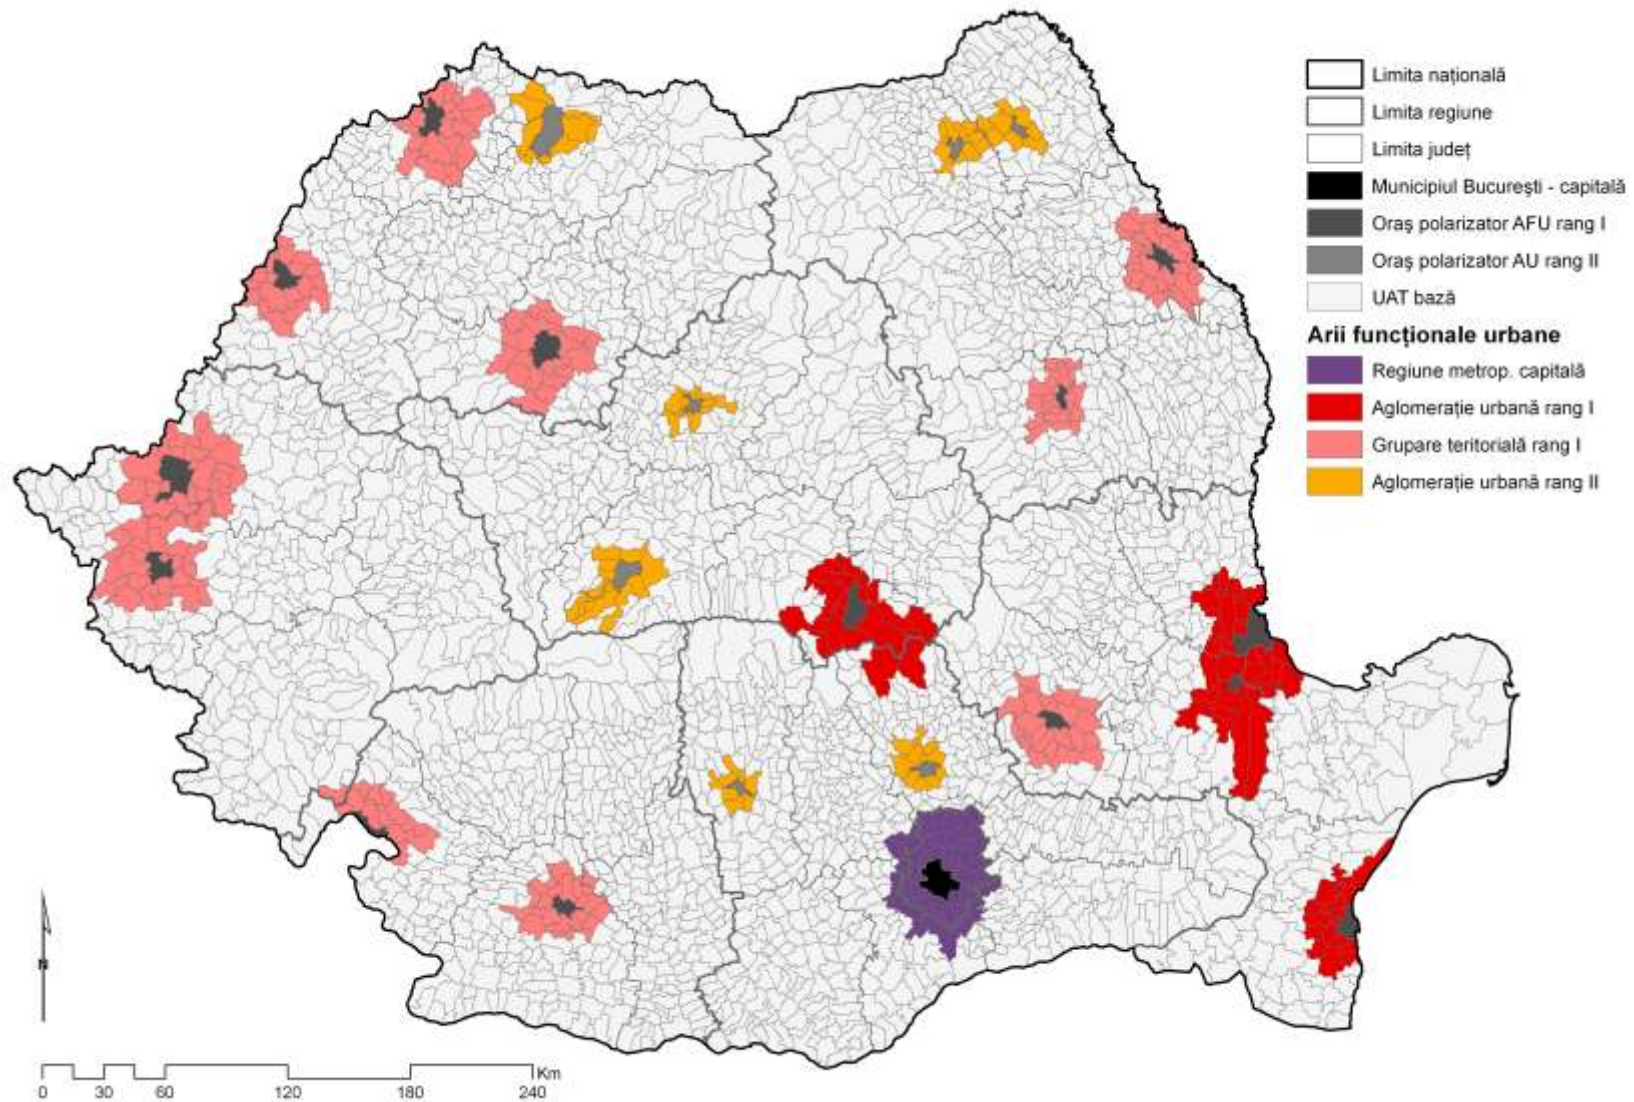 Limita națională
Limita regiune
Limita județ
Municipiul București - capitală
Oraș polarizator AFU rang I
Oraș polarizator AU rang II
UAT bază
Arii funcționale urbane
Regiune metrop. capitală
Aglomerație urbană rang I
Grupare teritorială rang I
Aglomerație urbană rang II
N
Km
0 30 60 120 180 240